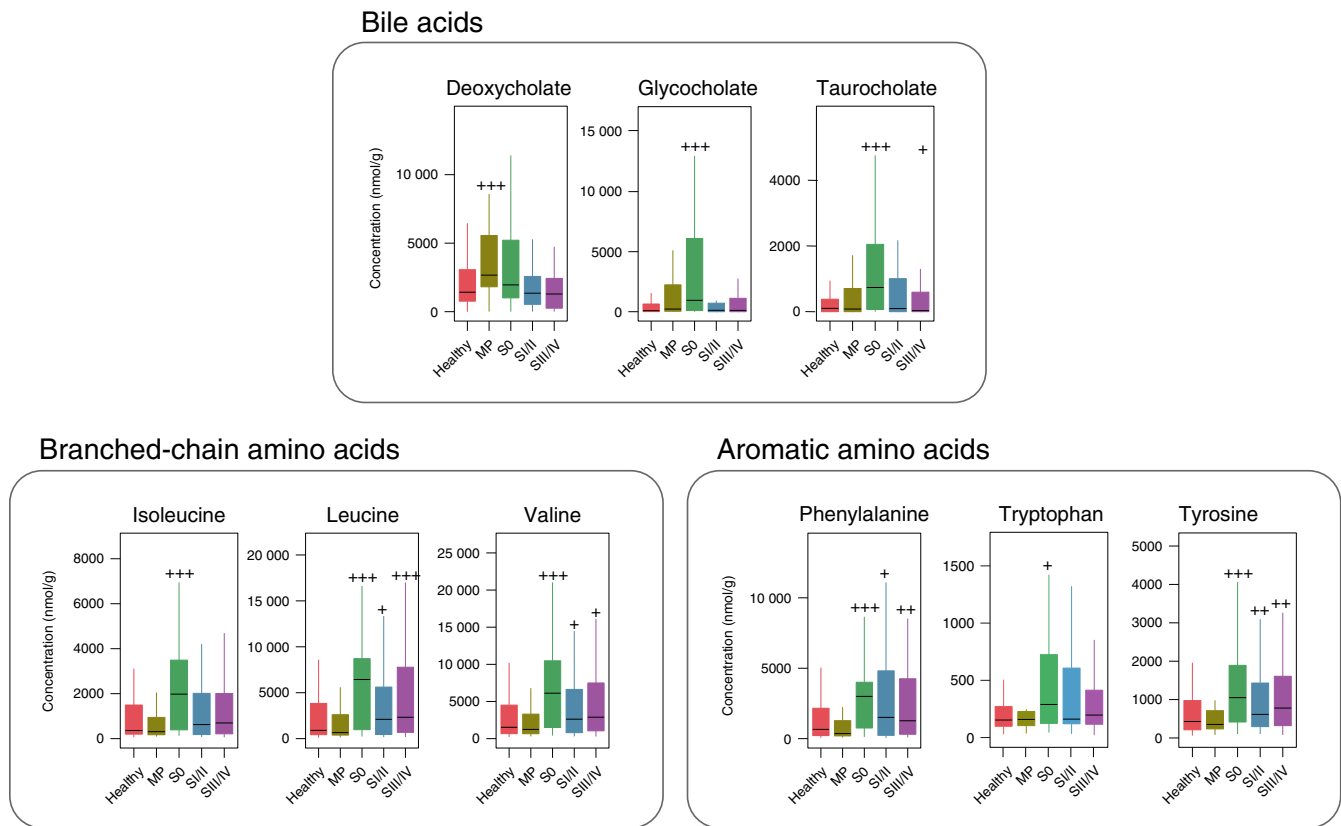 Bile acids
Deoxycholate Glycocholate Taurocholate
Concentration (nmol/g)
10 000
5000
0
+++
Healthy MP S0 SI/II SIII/IV
15 000
10 000
5000
0
+++
Healthy MP S0 SI/II SIII/IV
4000
2000
0
+++ +
Healthy MP S0 SI/II SIII/IV
Branched-chain amino acids
Isoleucine Leucine Valine
Concentration (nmol/g)
8000
6000
4000
2000
0
+++
Healthy MP S0 SI/II SIII/IV
20 000
15 000
10 000
5000
0
+++ + +++
Healthy MP S0 SI/II SIII/IV
25 000
20 000
15 000
10 000
5000
0
+++ + +
Healthy MP S0 SI/II SIII/IV
Aromatic amino acids
Phenylalanine Tryptophan Tyrosine
Concentration (nmol/g)
10 000
5000
0
+++ + ++
Healthy MP S0 SI/II SIII/IV
1500
1000
500
0
+
Healthy MP S0 SI/II SIII/IV
5000
4000
3000
2000
1000
0
+++ ++ ++
Healthy MP S0 SI/II SIII/IV